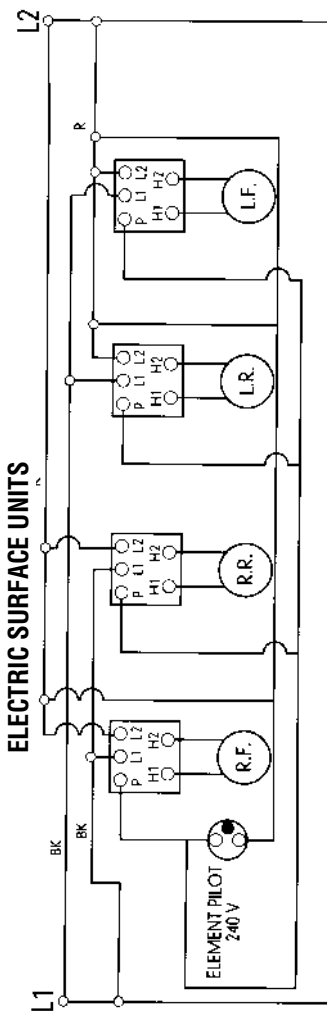 ELECTRIC SURFACE UNITS
L1
L2
BK
BK
R
P L1 L2
H1 H2
R.F.
P L1 L2
H1 H2
R.R.
P L1 L2
H1 H2
L.R.
P L1 L2
H1 H2
L.F.
ELEMENT PILOT
240 V